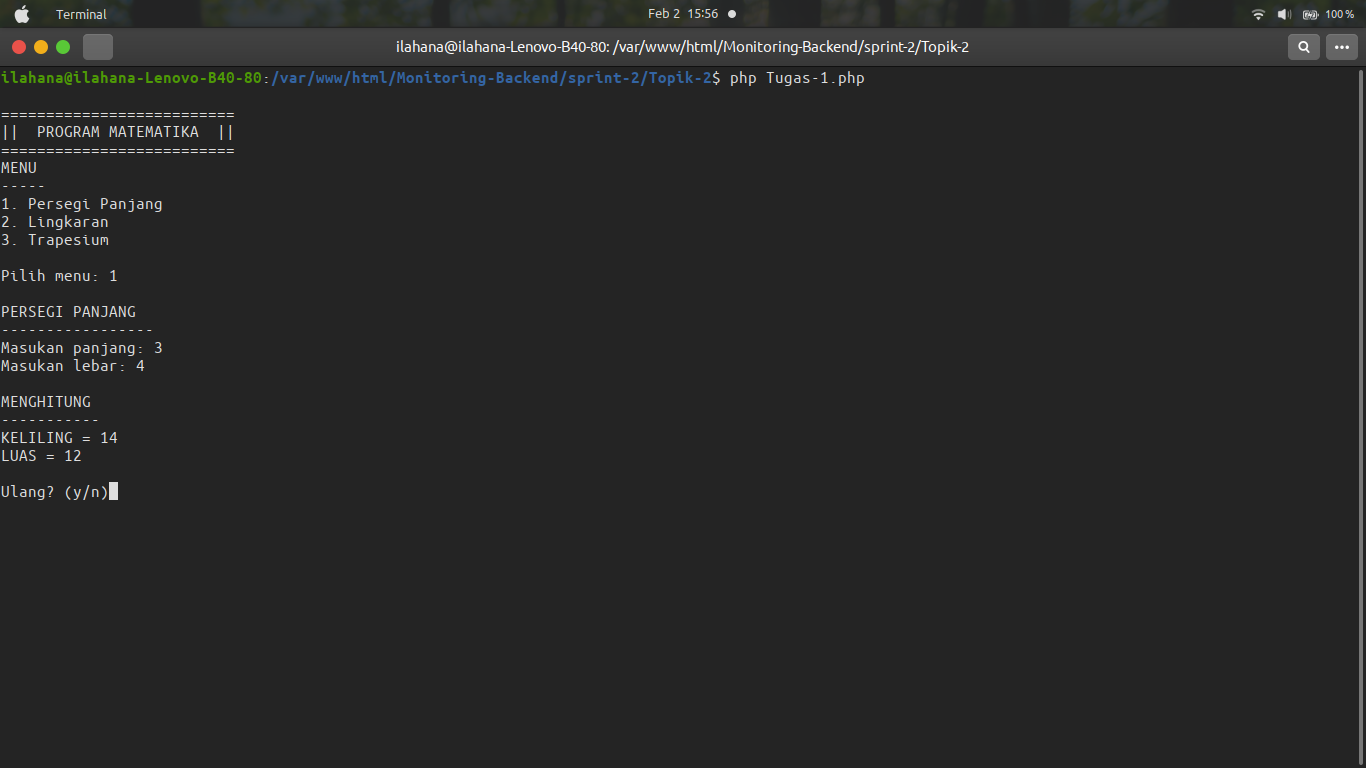 Terminal
Feb 2 15:56
100 %
ilahana@ilahana-Lenovo-B40-80: /var/www/html/Monitoring-Backend/sprint-2/Topik-2
ilahana@ilahana-Lenovo-B40-80:/var/www/html/Monitoring-Backend/sprint-2/Topik-2$ php Tugas-1.php
==========================
||  PROGRAM MATEMATIKA  ||
==========================
MENU
-----
1. Persegi Panjang
2. Lingkaran
3. Trapesium
Pilih menu: 1
PERSEGI PANJANG
-----------------
Masukan panjang: 3
Masukan lebar: 4
MENGHITUNG
-----------
KELILING = 14
LUAS = 12
Ulang? (y/n)